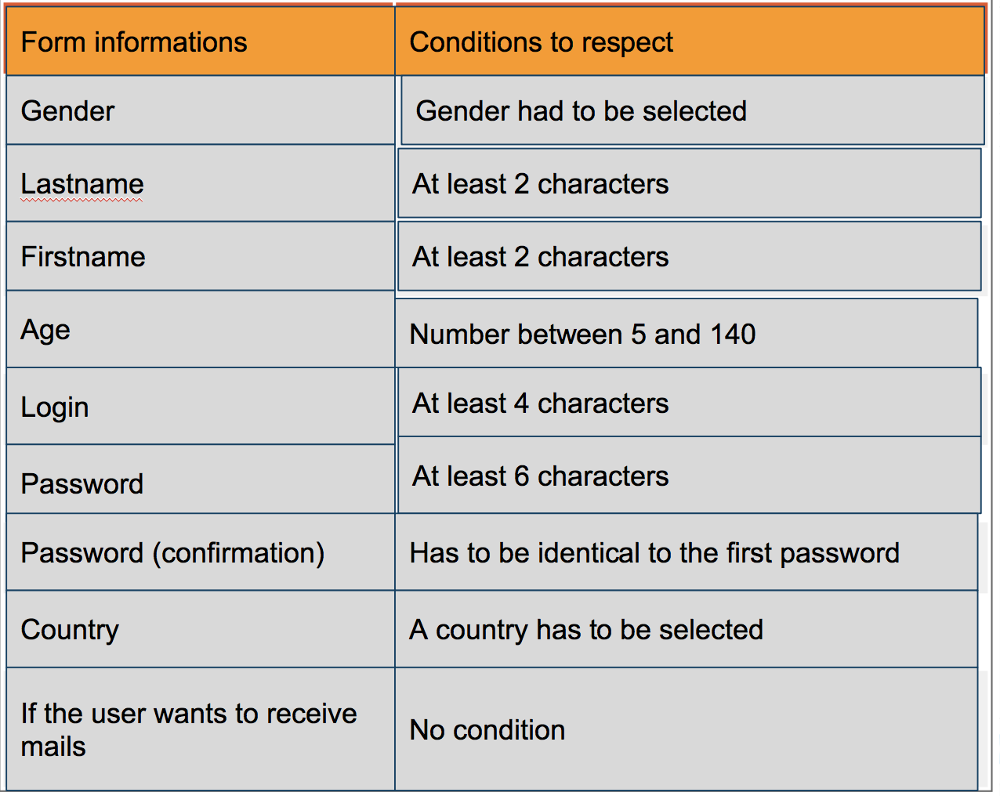 Form informations
Conditions to respect
Gender
Gender had to be selected
Lastname
At least 2 characters
Firstname
At least 2 characters
Age
Number between 5 and 140
Login
At least 4 characters
Password
At least 6 characters
Password (confirmation)
Has to be identical to the first password
Country
A country has to be selected
If the user wants to receive
mails
No condition